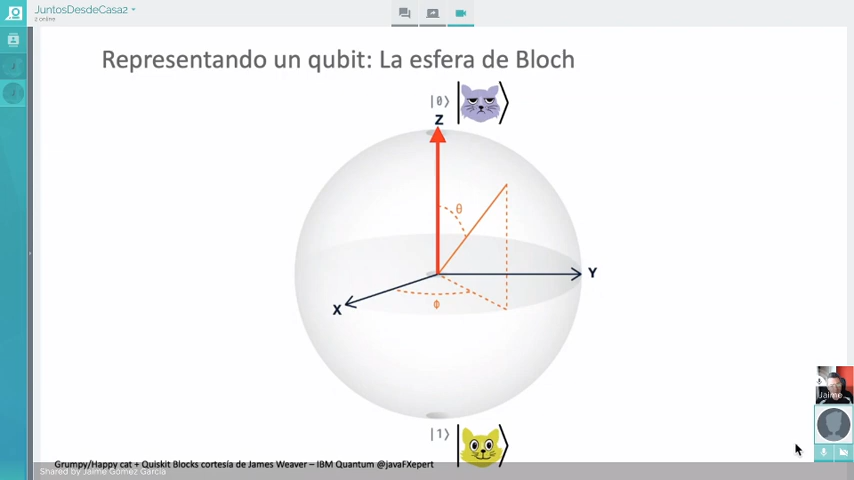 JuntosDesdeCasa2
2 online
Representando un qubit: La esfera de Bloch
|0⟩
Z
θ
Y
X
ϕ
|1⟩
Jaime...
Grumpy/Happy cat + Quiskit Blocks cortesía de James Weaver – IBM Quantum @javaFXepert
Shared by Jaime Gómez García